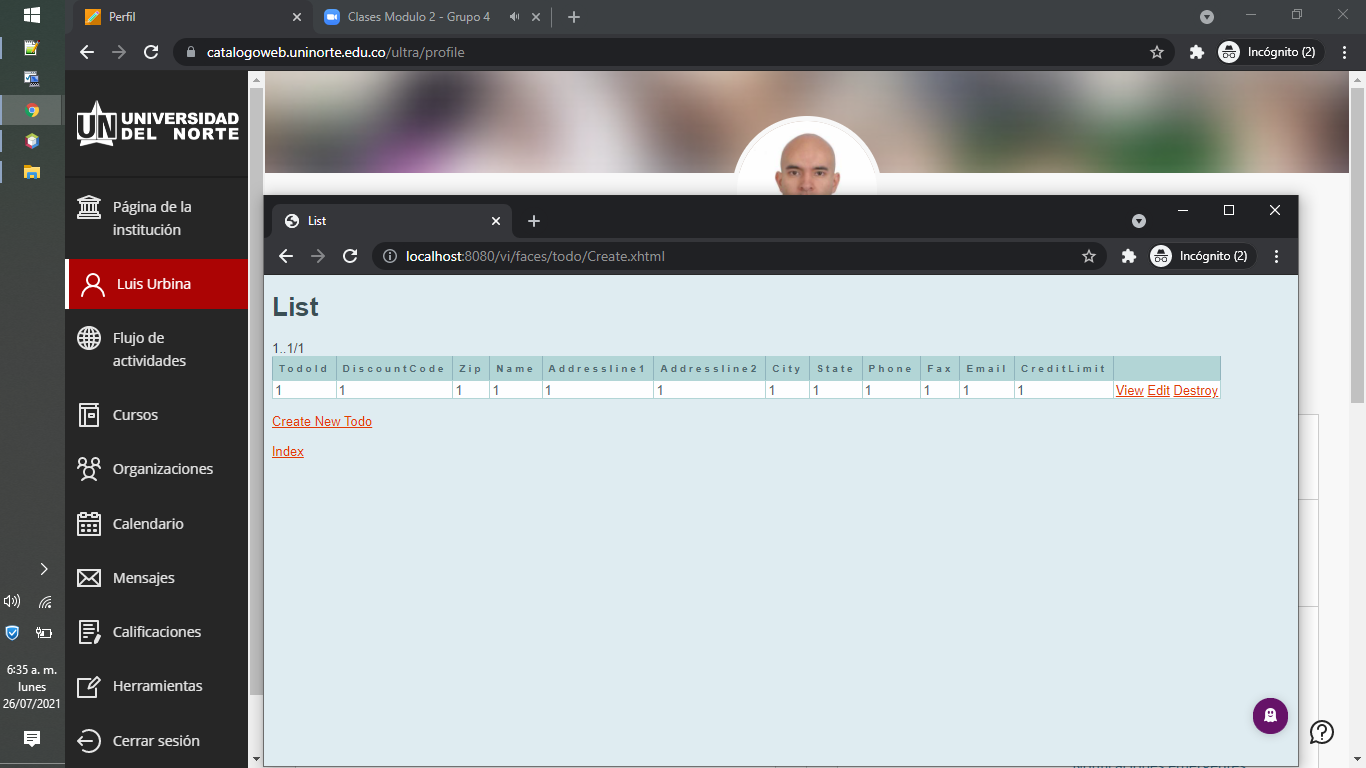 Perfil
Clases Modulo 2 - Grupo 4
catalogoweb.uninorte.edu.co/ultra/profile
Incógnito (2)
UN UNIVERSIDAD
DEL NORTE
Página de la
institución
Luis Urbina
Flujo de
actividades
Cursos
Organizaciones
Calendario
Mensajes
Calificaciones
Herramientas
Cerrar sesión
6:35 a. m.
lunes
26/07/2021
List
localhost:8080/vi/faces/todo/Create.xhtml
Incógnito (2)
List
1..1/1
TodoId DiscountCode Zip Name Addressline1 Addressline2 City State Phone Fax Email CreditLimit
1 1 1 1 1 1 1 1 1 1 1 1 View Edit Destroy
Create New Todo
Index